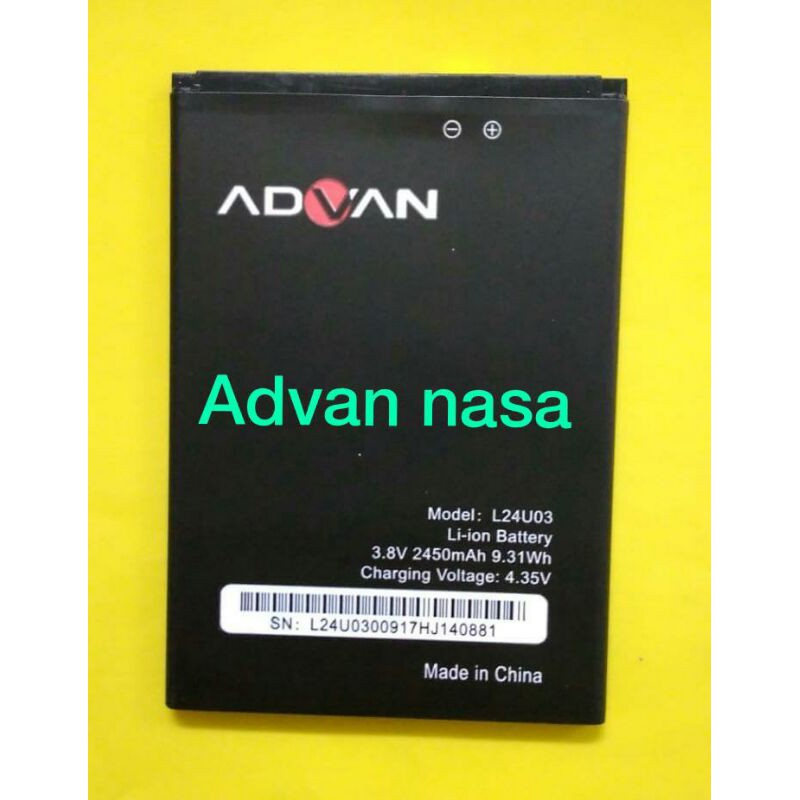 ADVAN
Advan nasa
Model: L24U03
Li-ion Battery
3.8V 2450mAh 9.31Wh
Charging Voltage: 4.35V
SN: L24U0300917HJ140881
Made in China